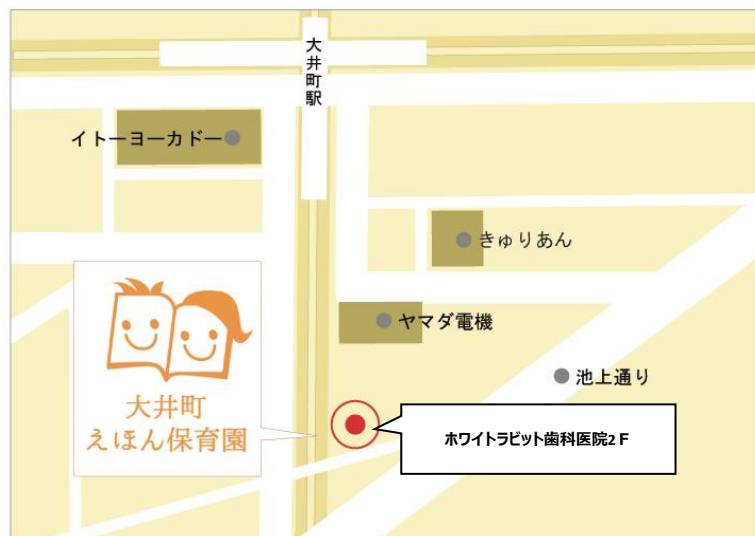 大井町駅
イトーヨーカドー
きゅりあん
ヤマダ電機
池上通り
大井町
えほん保育園
ホワイトラビット歯科医院2Ｆ